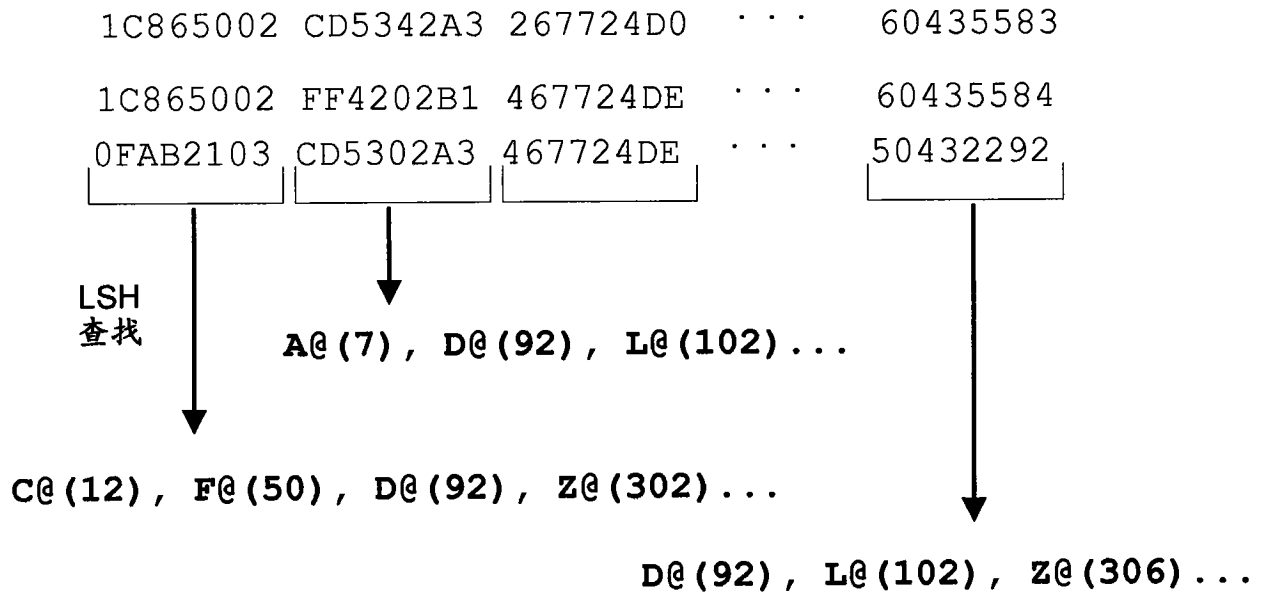 1C865002 CD5342A3 267724D0 ··· 60435583
1C865002 FF4202B1 467724DE ··· 60435584
0FAB2103 CD5302A3 467724DE ··· 50432292
LSH
查找
A@(7), D@(92), L@(102)...
C@(12), F@(50), D@(92), Z@(302)...
D@(92), L@(102), Z@(306)...